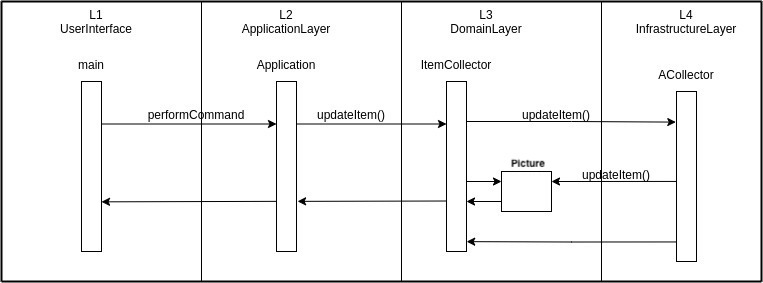 L1
UserInterface
L2
ApplicationLayer
L3
DomainLayer
L4
InfrastructureLayer
main
Application
ItemCollector
ACollector
performCommand
updateItem()
updateItem()
Picture
updateItem()